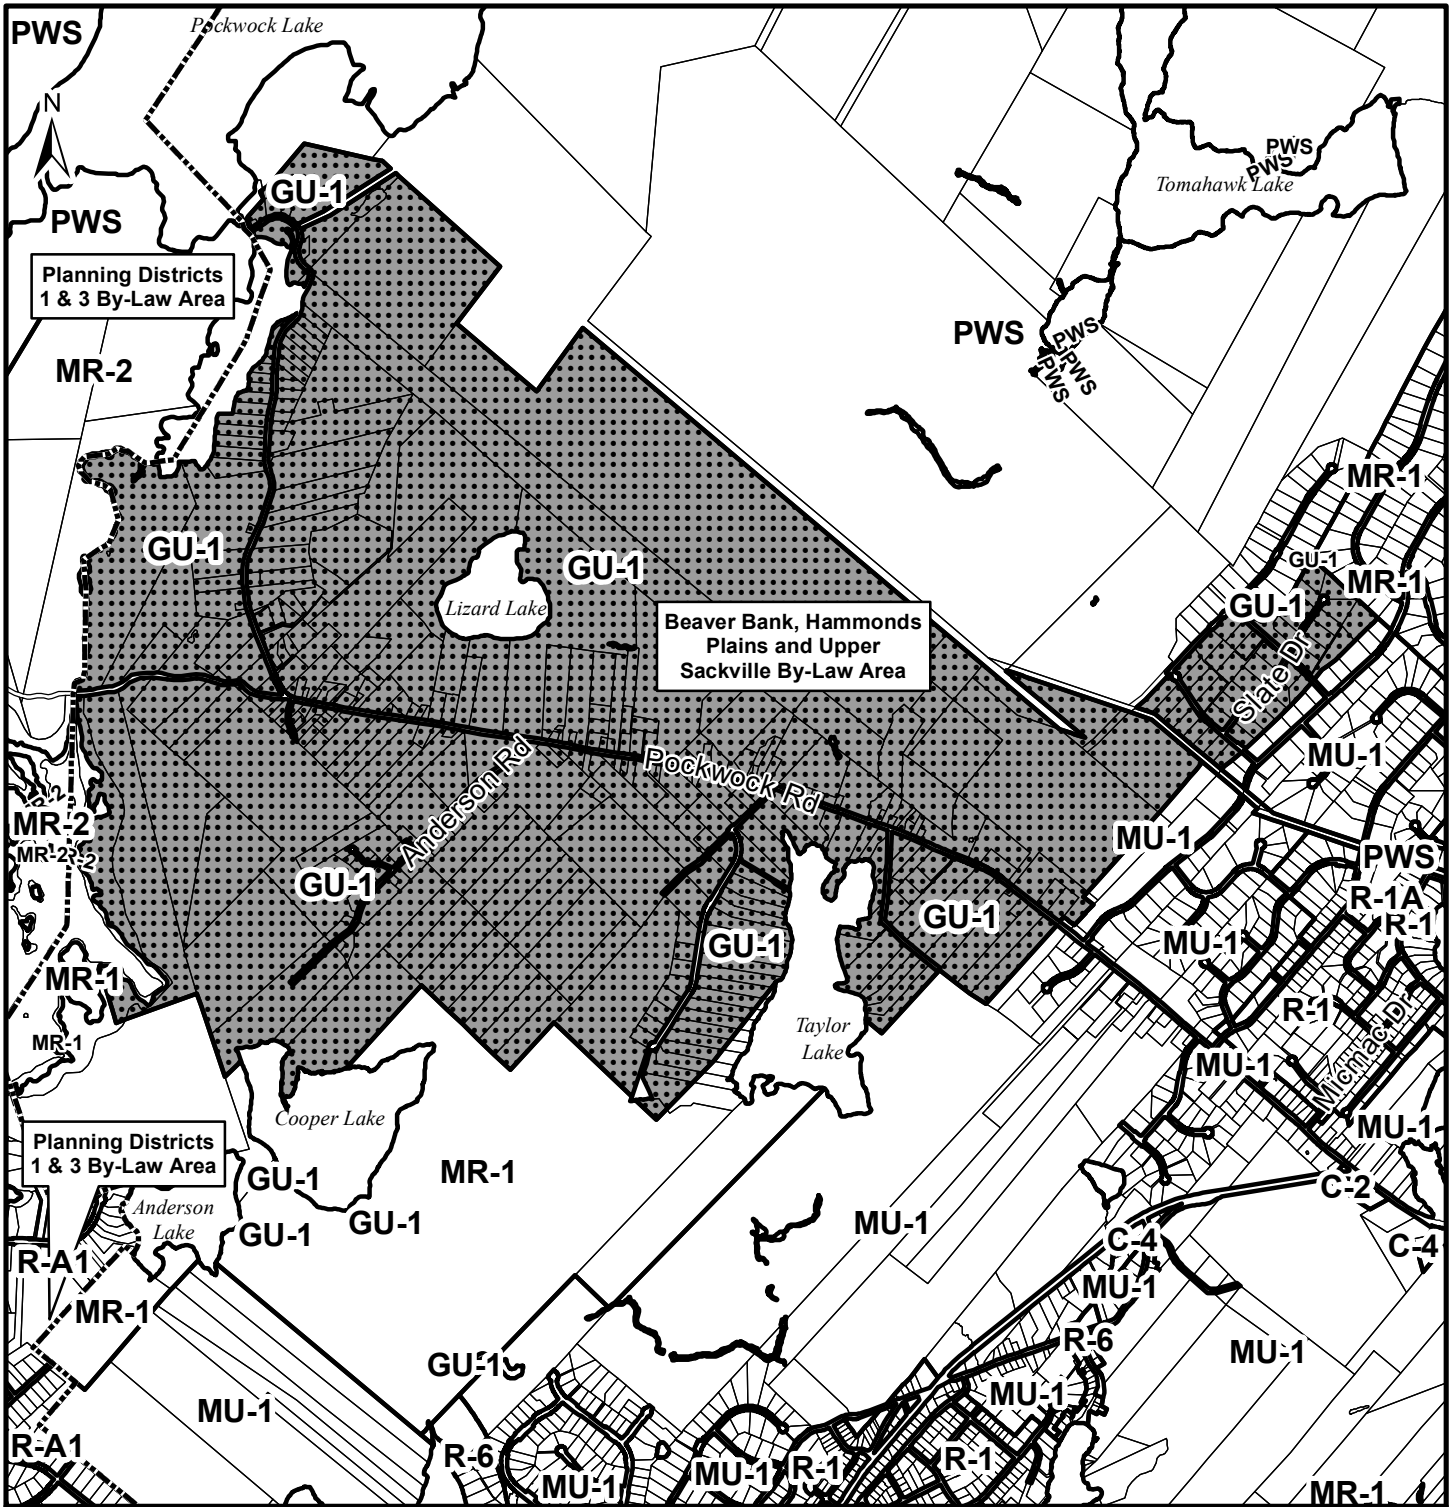 PWS
Pockwock Lake
N
PWS
PWS
Tomahawk Lake
GU-1
PWS
Planning Districts
1 & 3 By-Law Area
PWS
PWS
PWS
PWS
MR-2
MR-1
GU-1
GU-1
GU-1
MR-1
Lizard Lake
GU-1
Beaver Bank, Hammonds
Plains and Upper
Sackville By-Law Area
Slate Dr
MU-1
Anderson Rd
Pockwock Rd
MR-2
MR-2
MU-1
PWS
GU-1
R-1A
GU-1
R-1
GU-1
MU-1
MR-1
R-1
Micmac Dr
MR-1
Taylor
Lake
MU-1
Cooper Lake
MU-1
Planning Districts
1 & 3 By-Law Area
GU-1
MR-1
C-2
Anderson
Lake
GU-1
GU-1
MU-1
C-4
C-4
R-A1
MU-1
MR-1
R-6
MU-1
GU-1
MU-1
MU-1
R-A1
R-6
MU-1
MU-1
R-1
R-1
MR-1